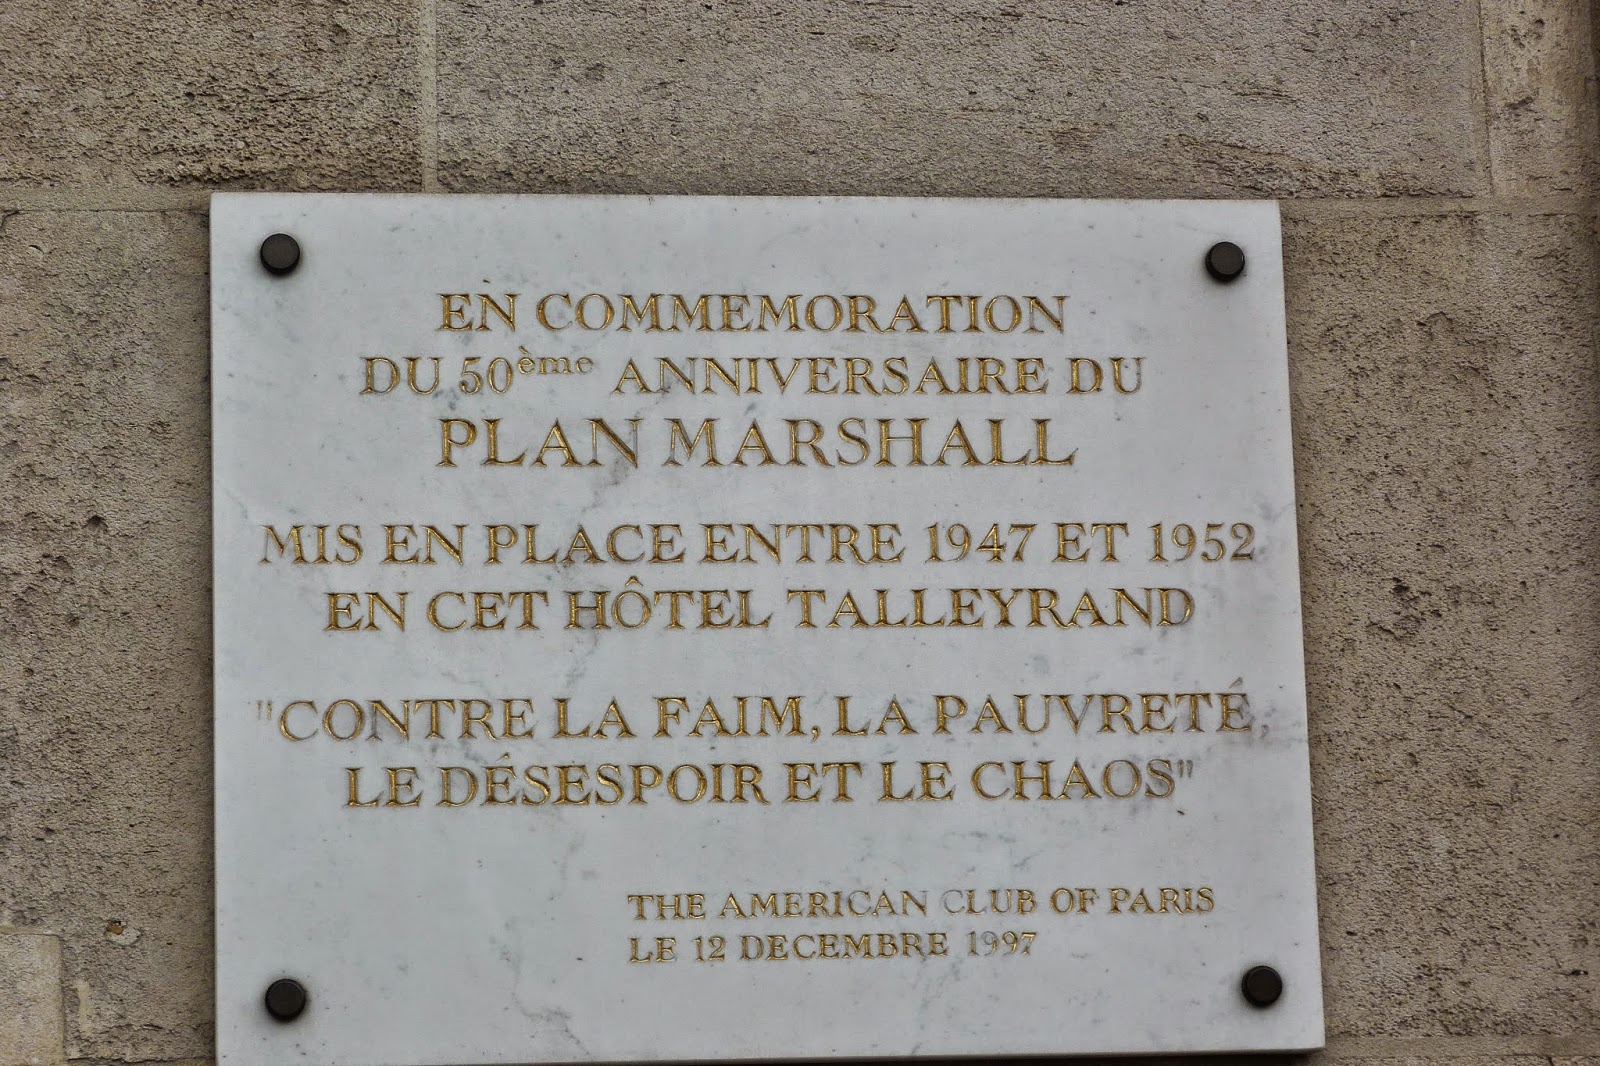 EN COMMEMORATION
DU 50ème ANNIVERSAIRE DU
PLAN MARSHALL
MIS EN PLACE ENTRE 1947 ET 1952
EN CET HÔTEL TALLEYRAND
"CONTRE LA FAIM, LA PAUVRETÉ,
LE DÉSESPOIR ET LE CHAOS"
THE AMERICAN CLUB OF PARIS
LE 12 DECEMBRE 1997